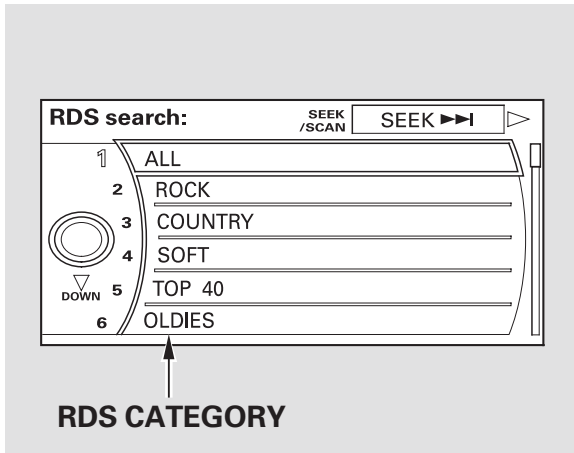 RDS search: SEEK /SCAN SEEK ►►I
1 ALL
2 ROCK
3 COUNTRY
4 SOFT
DOWN 5 TOP 40
6 OLDIES
RDS CATEGORY